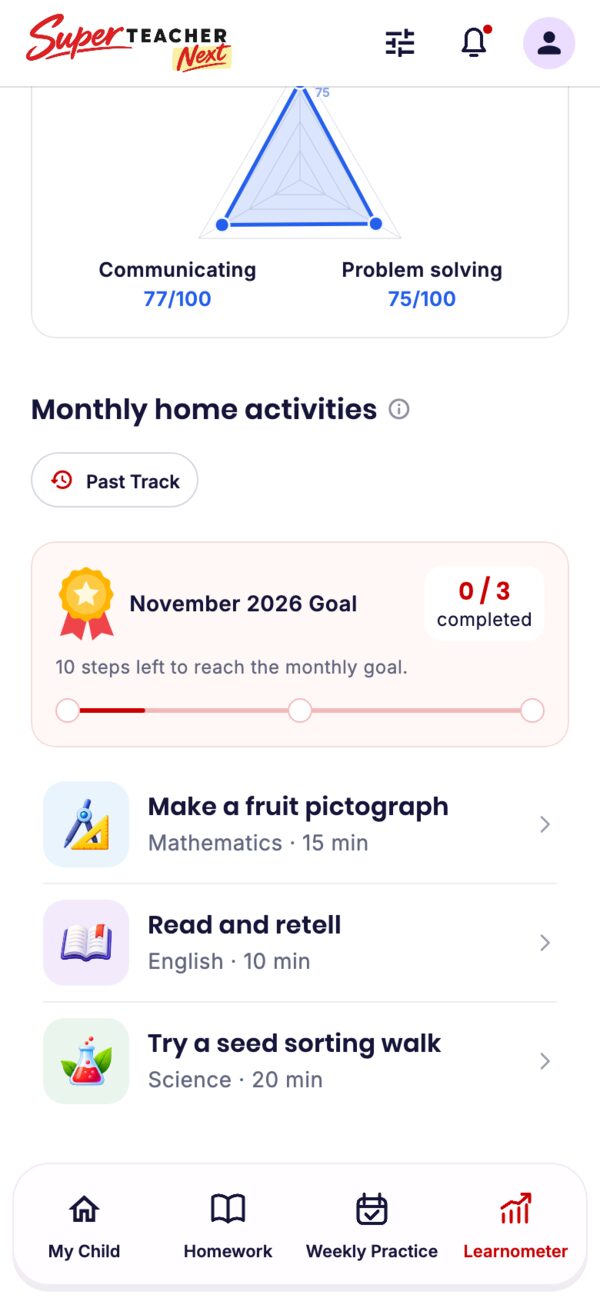 Super TEACHER
Next
75
Communicating
77/100
Problem solving
75/100
Monthly home activities
Past Track
November 2026 Goal
0 / 3
completed
10 steps left to reach the monthly goal.
Make a fruit pictograph
Mathematics · 15 min
Read and retell
English · 10 min
Try a seed sorting walk
Science · 20 min
My Child
Homework
Weekly Practice
Learnometer